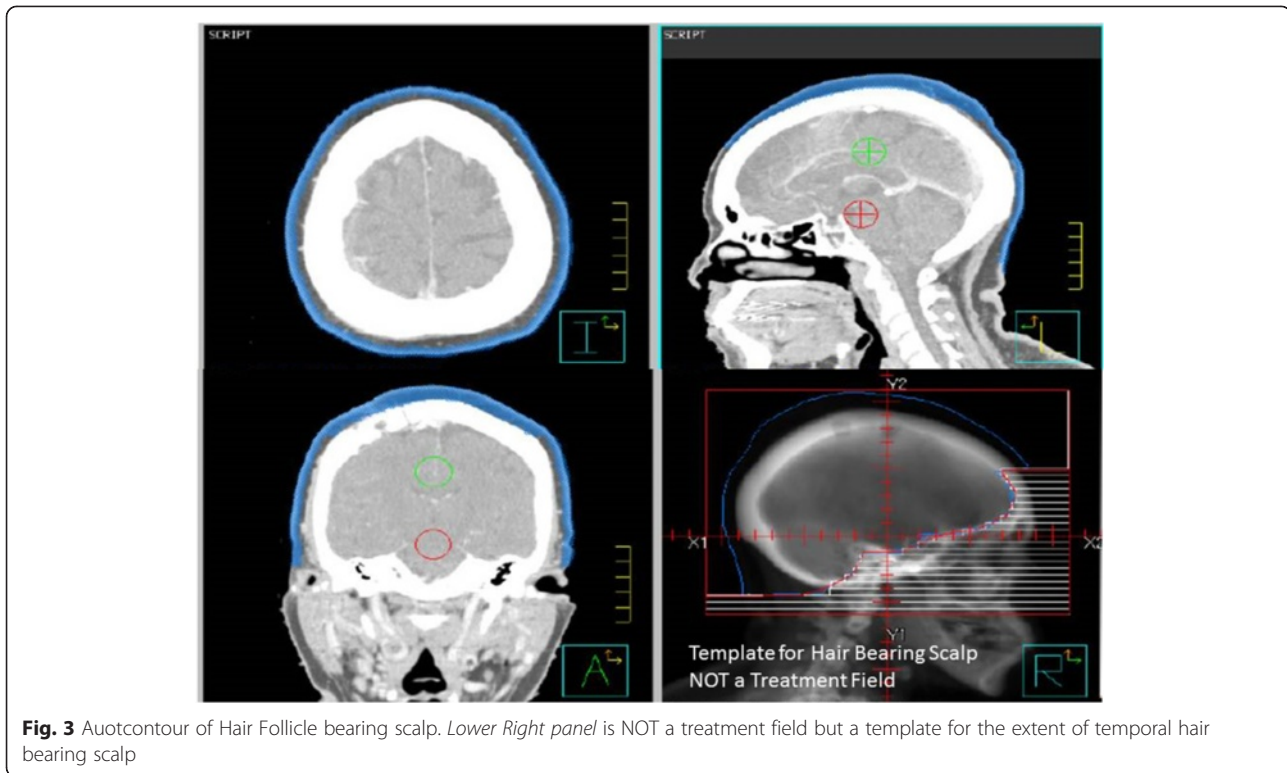 SCRIPT
SCRIPT
I
L
A
Y2
X1
X2
Y1
Template for Hair Bearing Scalp
NOT a Treatment Field
R
Fig. 3 Auotcontour of Hair Follicle bearing scalp. Lower Right panel is NOT a treatment field but a template for the extent of temporal hair
bearing scalp